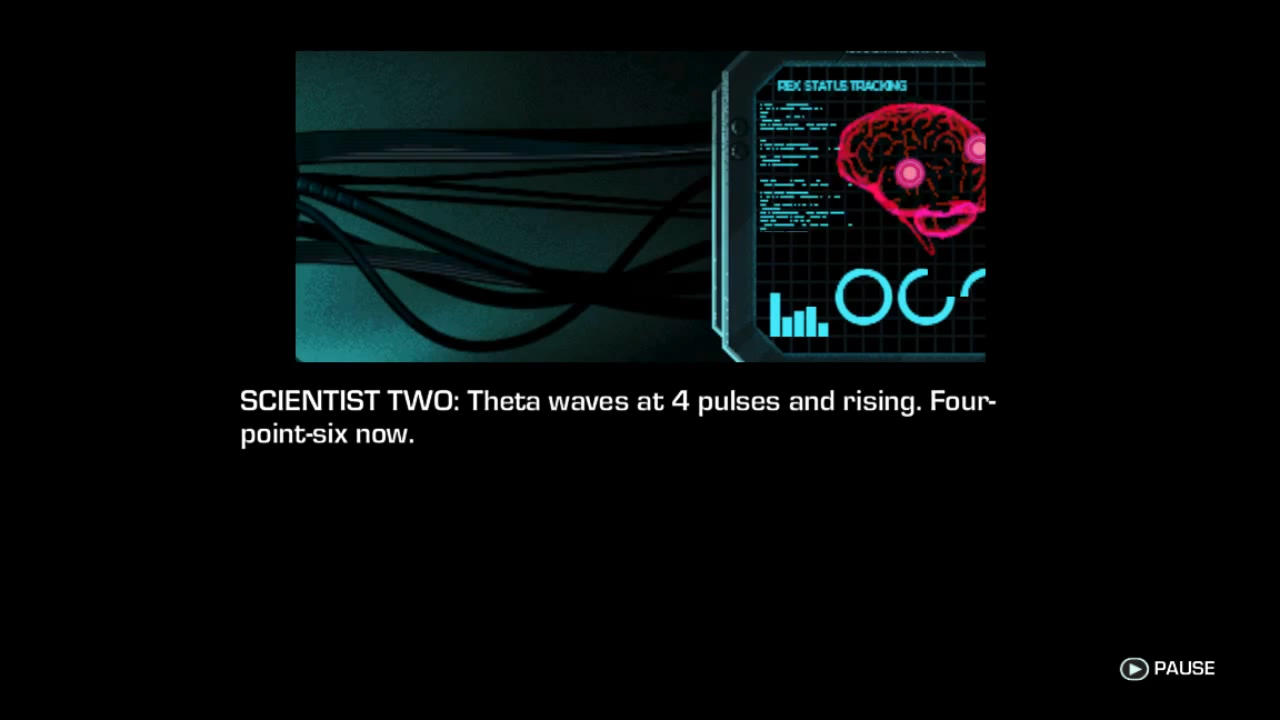 REX STATUS TRACKING
SCIENTIST TWO: Theta waves at 4 pulses and rising. Four-
point-six now.
PAUSE